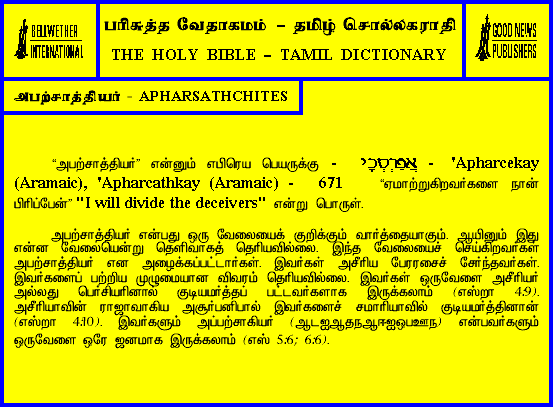 BELLWETHER
INTERNATIONAL
பரிசுத்த வேதாகமம் – தமிழ் சொல்லகராதி
THE HOLY BIBLE – TAMIL DICTIONARY
GOOD NEWS
PUBLISHERS
அபற்சாத்தியர் - APHARSATHCHITES
“அபற்சாத்தியர்” என்னும் எபிரெய பெயருக்கு - אֲפַרְסְכָי - 'Apharcekay
(Aramaic), 'Apharcathkay (Aramaic) - 671 “ஏமாற்றுகிறவர்களை நான்
பிரிப்பேன்” "I will divide the deceivers" என்று பொருள்.
அபற்சாத்தியர் என்பது ஒரு வேலையைக் குறிக்கும் வார்த்தையாகும். ஆயினும் இது
என்ன வேலையென்று தெளிவாகத் தெரியவில்லை. இந்த வேலையைச் செய்கிறவர்கள்
அபற்சாத்தியர் என அழைக்கப்பட்டார்கள். இவர்கள் அசீரிய பேரரசைச் சேர்ந்தவர்கள்.
இவர்களைப் பற்றிய முழுமையான விவரம் தெரியவில்லை. இவர்கள் ஒருவேளை அசீரியர்
அல்லது பெர்சியரினால் குடியமர்த்தப் பட்டவர்களாக இருக்கலாம் (எஸ்றா 4:9).
அசீரியாவின் ராஜாவாகிய அசூர்பனிபால் இவர்களைச் சமாரியாவில் குடியமர்த்தினான்
(எஸ்றா 4:10). இவர்களும் அப்பற்சாகியர் (ஆடஐஆதநஆஈஐஒபஊந) என்பவர்களும்
ஒருவேளை ஒரே ஜனமாக இருக்கலாம் (எஸ் 5:6; 6:6).